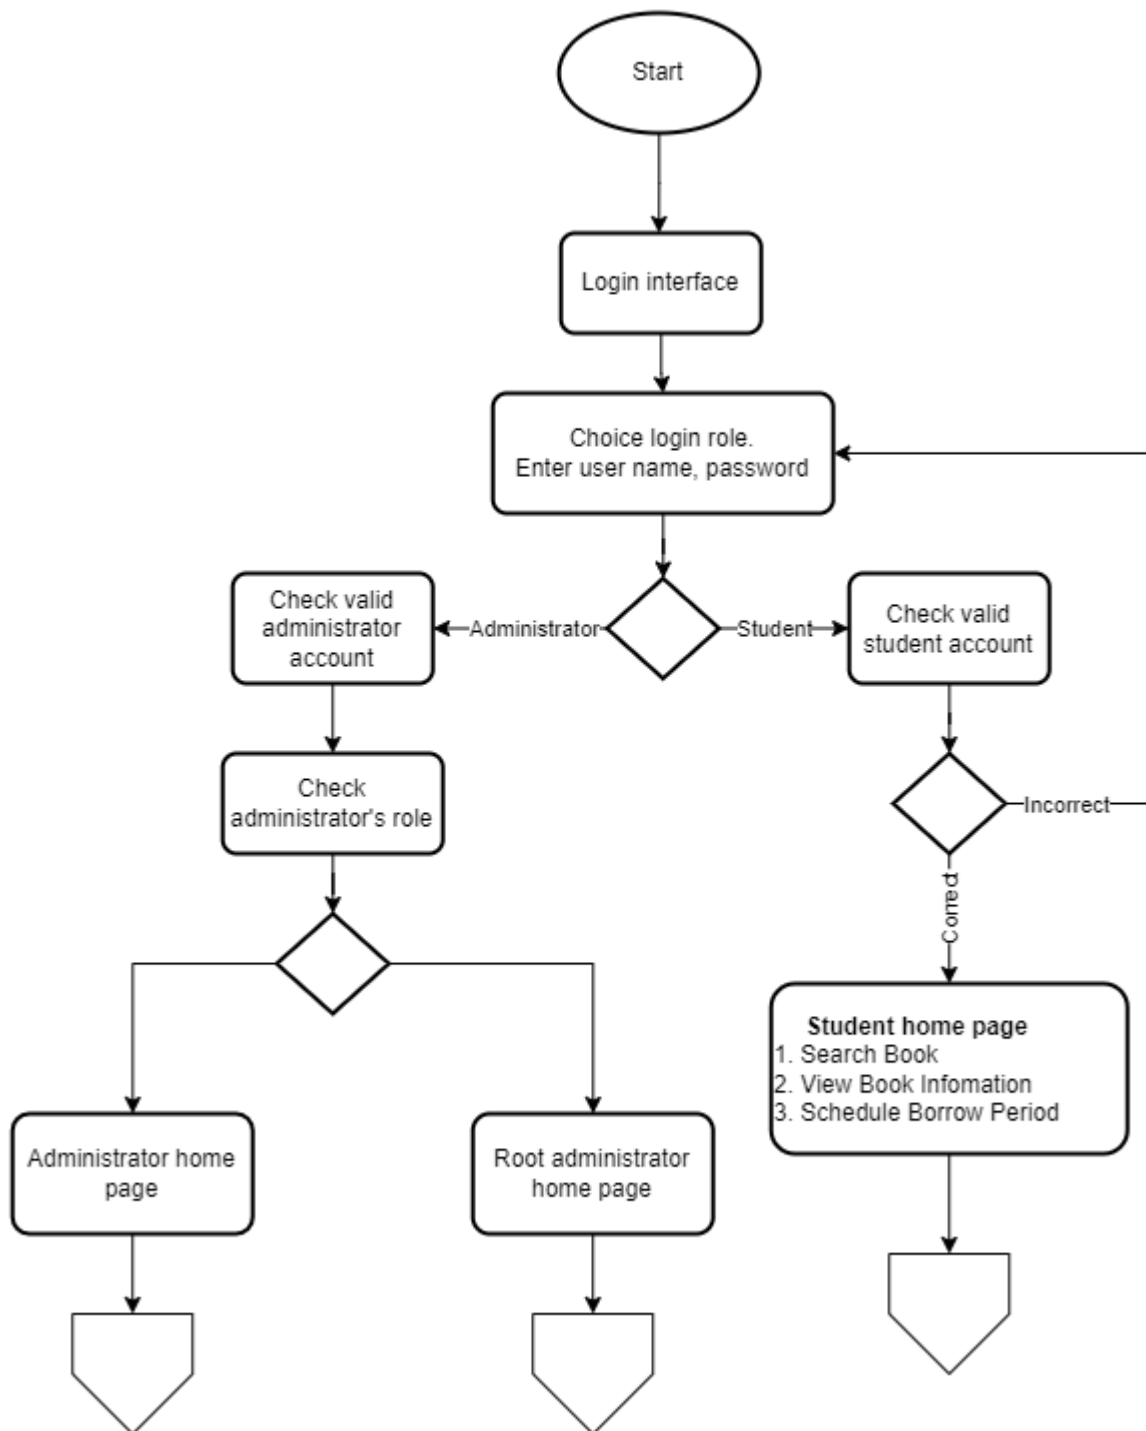 Start
Login interface
Choice login role.
Enter user name, password
Check valid
administrator
account
Administrator
Student
Check valid
student account
Check
administrator's role
Incorrect
Correct
Student home page
1. Search Book
2. View Book Infomation
3. Schedule Borrow Period
Administrator home
page
Root administrator
home page